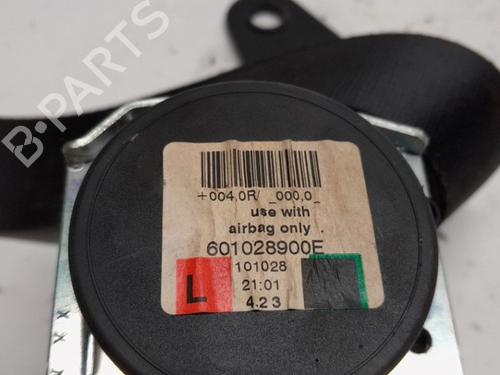 B-PARTS
+004,0R/ _000,0_
use with
airbag only .
601028900E
101028
L
21:01
4.2 3